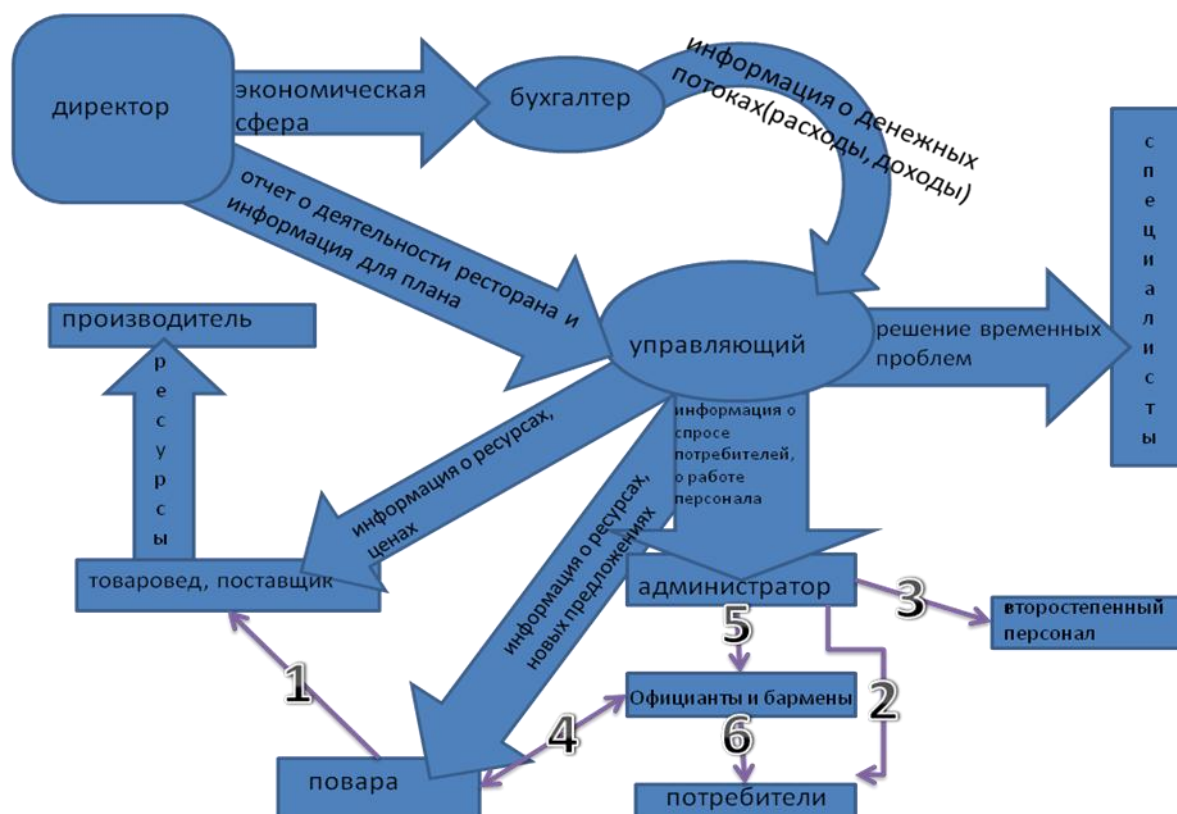 директор
экономическая
сфера
бухгалтер
информация о денежных
потоках(расходы, доходы)
отчет о деятельности ресторана и
информация для плана
специалисты
производитель
ресурсы
управляющий
решение временных
проблем
информация о ресурсах,
ценах
информация о ресурсах,
новых предложениях
информация о
спросе
потребителей,
о работе
персонала
товаровед, поставщик
администратор
3
второстепенный
персонал
5
1
Официанты и бармены
2
4
6
повара
потребители